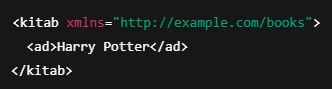 <kitab xmlns="http://example.com/books">
  <ad>Harry Potter</ad>
</kitab>